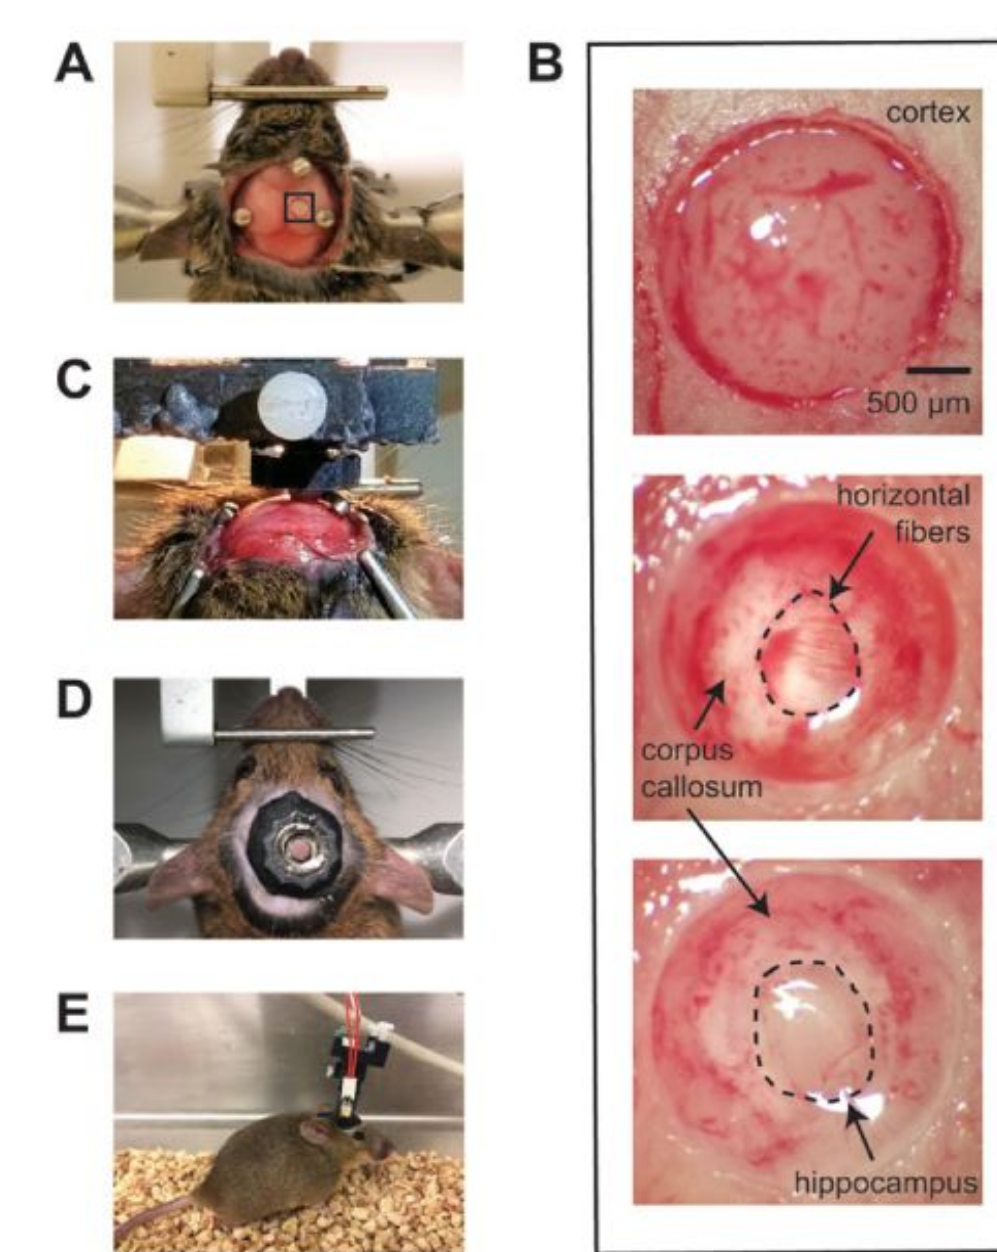 A
B
cortex
500 µm
C
horizontal
fibers
corpus
callosum
D
E
hippocampus